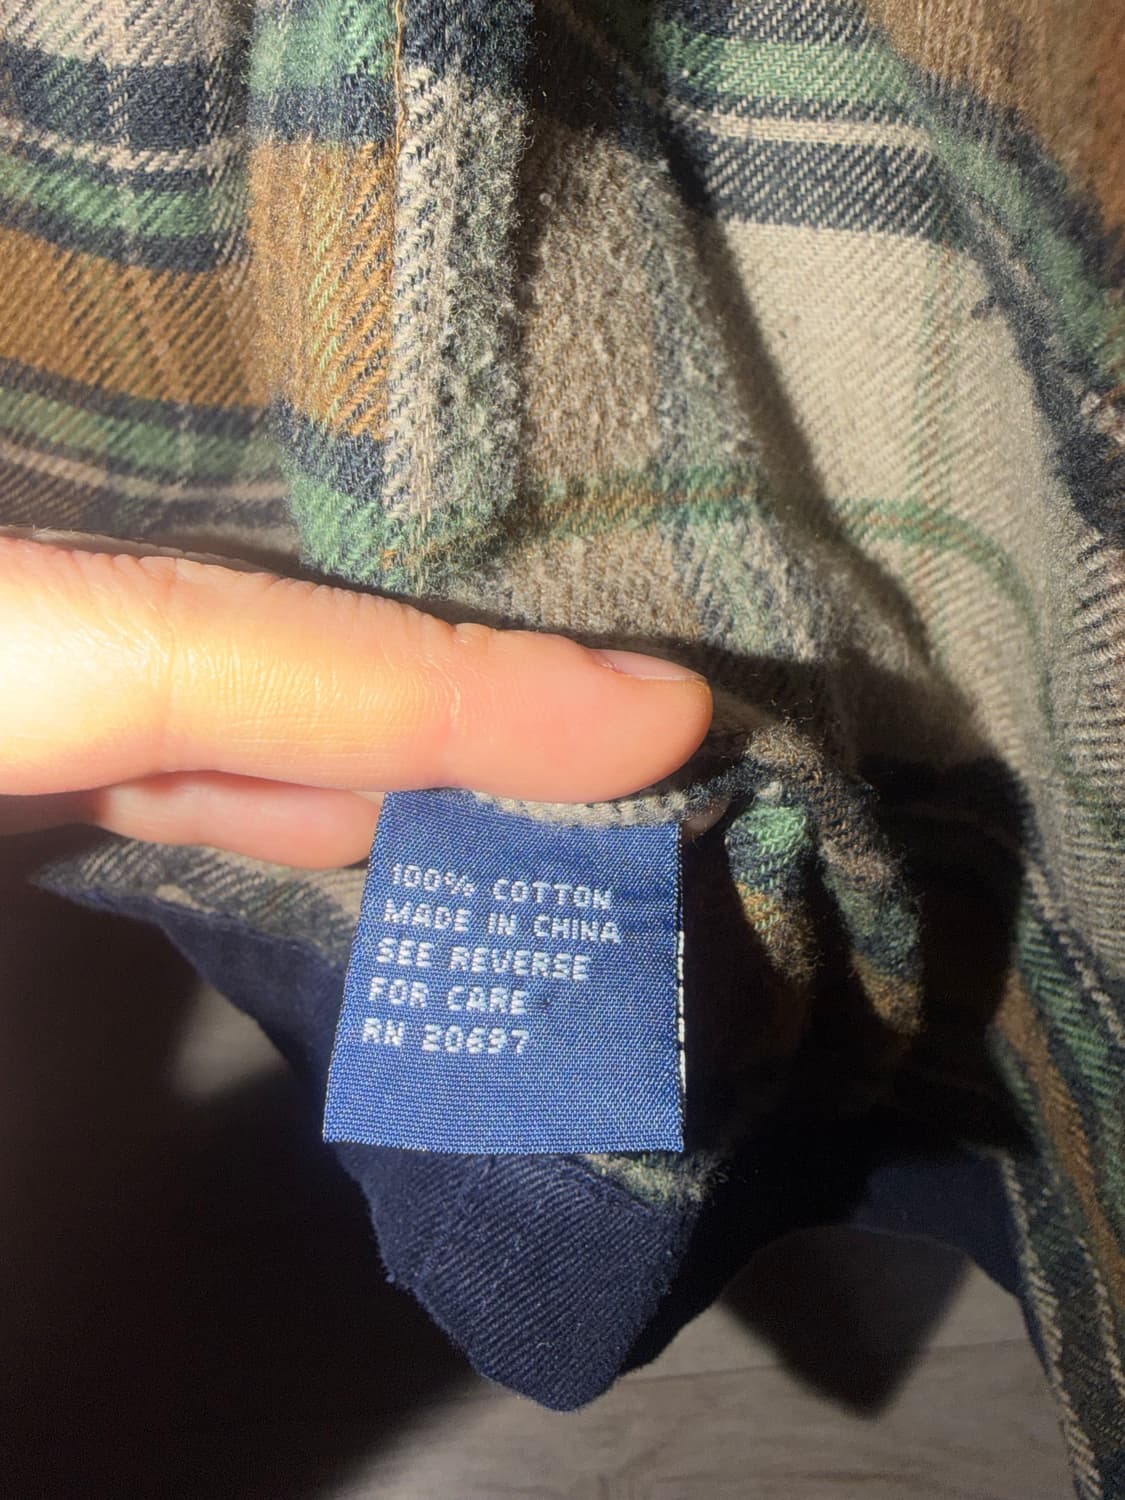 100% COTTON
MADE IN CHINA
SEE REVERSE
FOR CARE
RN 20697